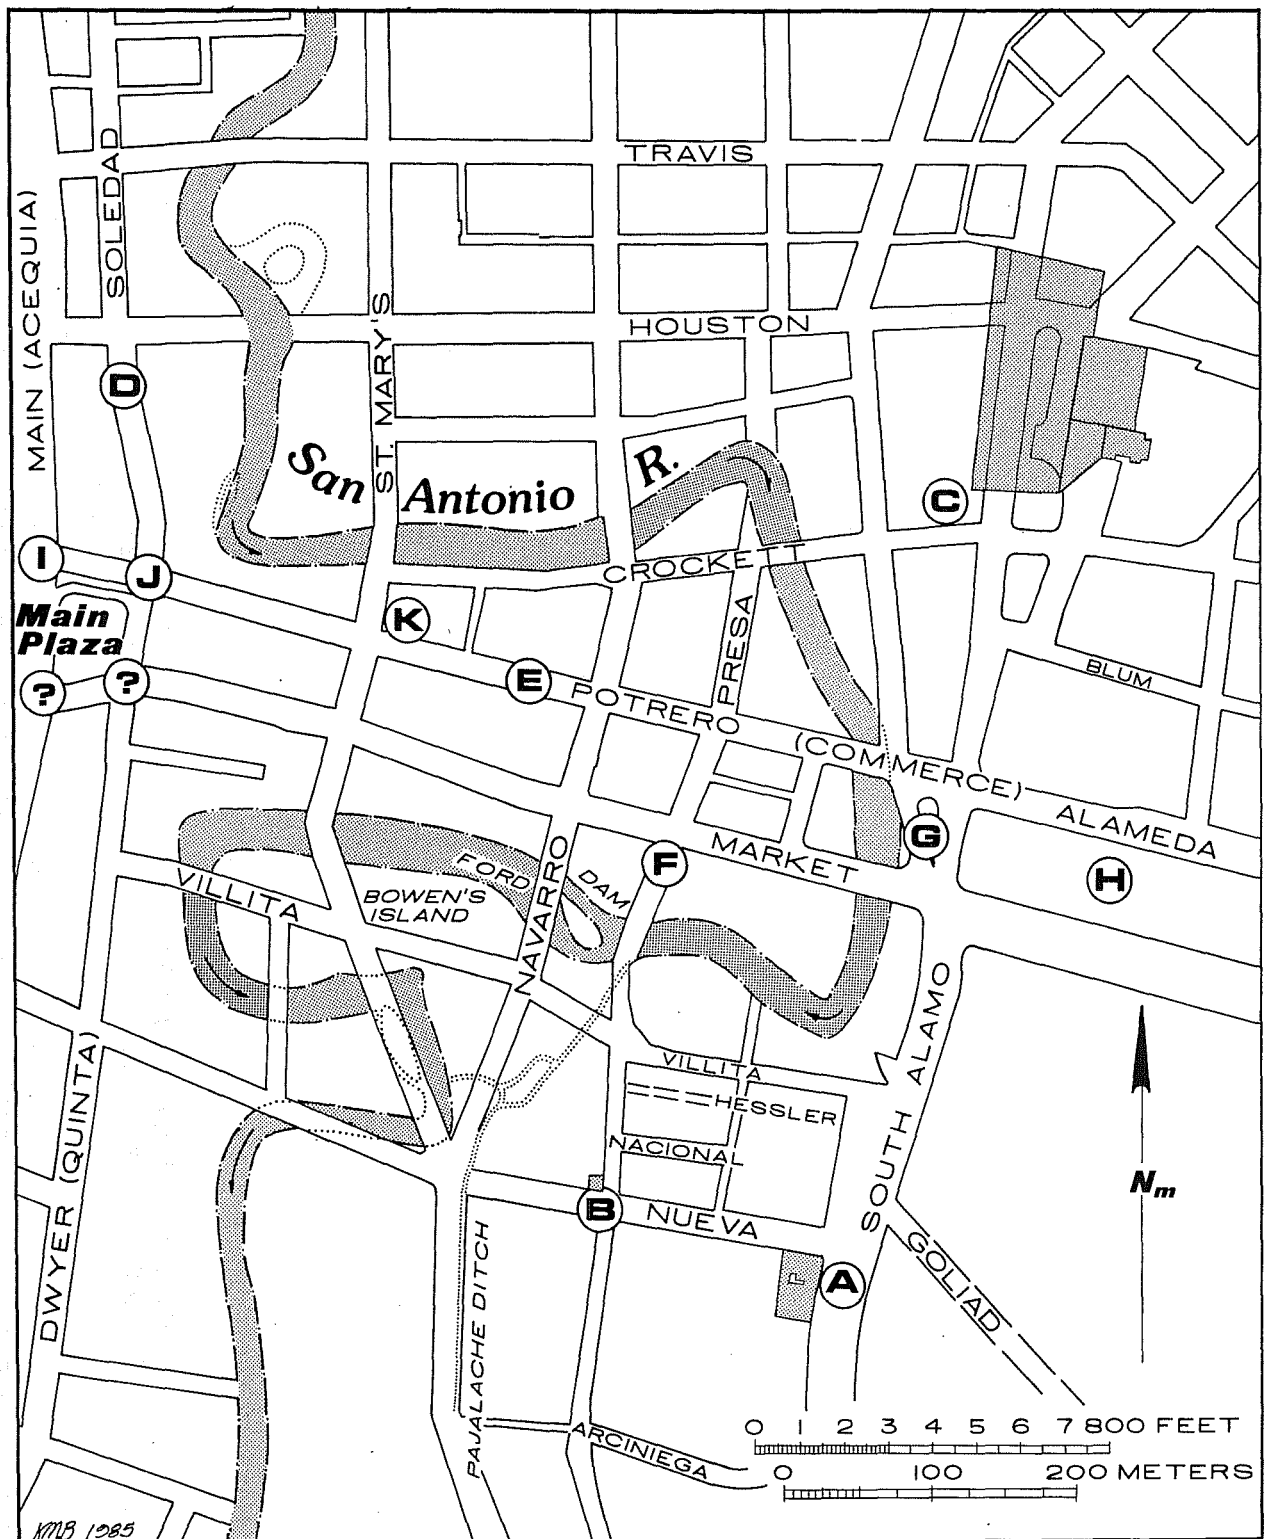 TRAVIS
SOLEDAD
MAIN (ACEQUIA)
HOUSTON
ST. MARY'S
D
San Antonio R.
C
I
J
CROCKETT
Main
Plaza
K
PRESA
?
?
E
POTRERO (COMMERCE)
BLUM
ALAMEDA
G
MARKET
F
H
NAVARRO
FORD
DAM
VILLITA
BOWEN'S
ISLAND
SOUTH ALAMO
VILLITA
HESSLER
NACIONAL
DWYER (QUINTA)
Nm
B
NUEVA
GOLIAD
A
PAJALACHE DITCH
ARCINIEGA
0 1 2 3 4 5 6 7 800 FEET
0 100 200 METERS
KMB 1985